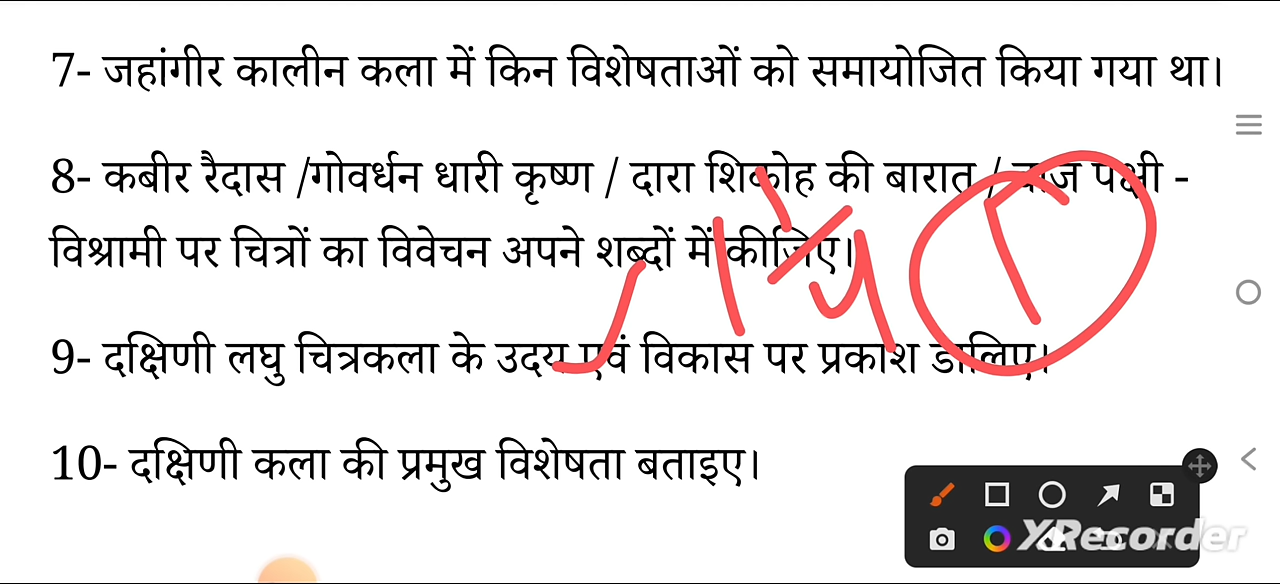 7- जहांगीर कालीन कला में किन विशेषताओं को समायोजित किया गया था।
8- कबीर रैदास /गोवर्धन धारी कृष्ण / दारा शिकोह की बारात / बाज पक्षी -
विश्रामी पर चित्रों का विवेचन अपने शब्दों में कीजिए।
9- दक्षिणी लघु चित्रकला के उदय एवं विकास पर प्रकाश डालिए।
10- दक्षिणी कला की प्रमुख विशेषता बताइए।
XRecorder